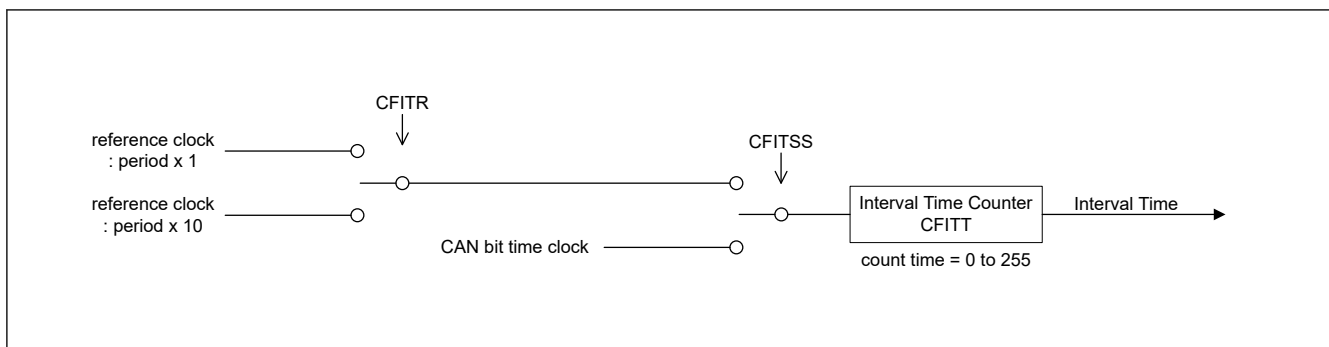 CFITR
reference clock
: period x 1
CFITSS
reference clock
: period x 10
Interval Time Counter
CFITT
Interval Time
CAN bit time clock
count time = 0 to 255